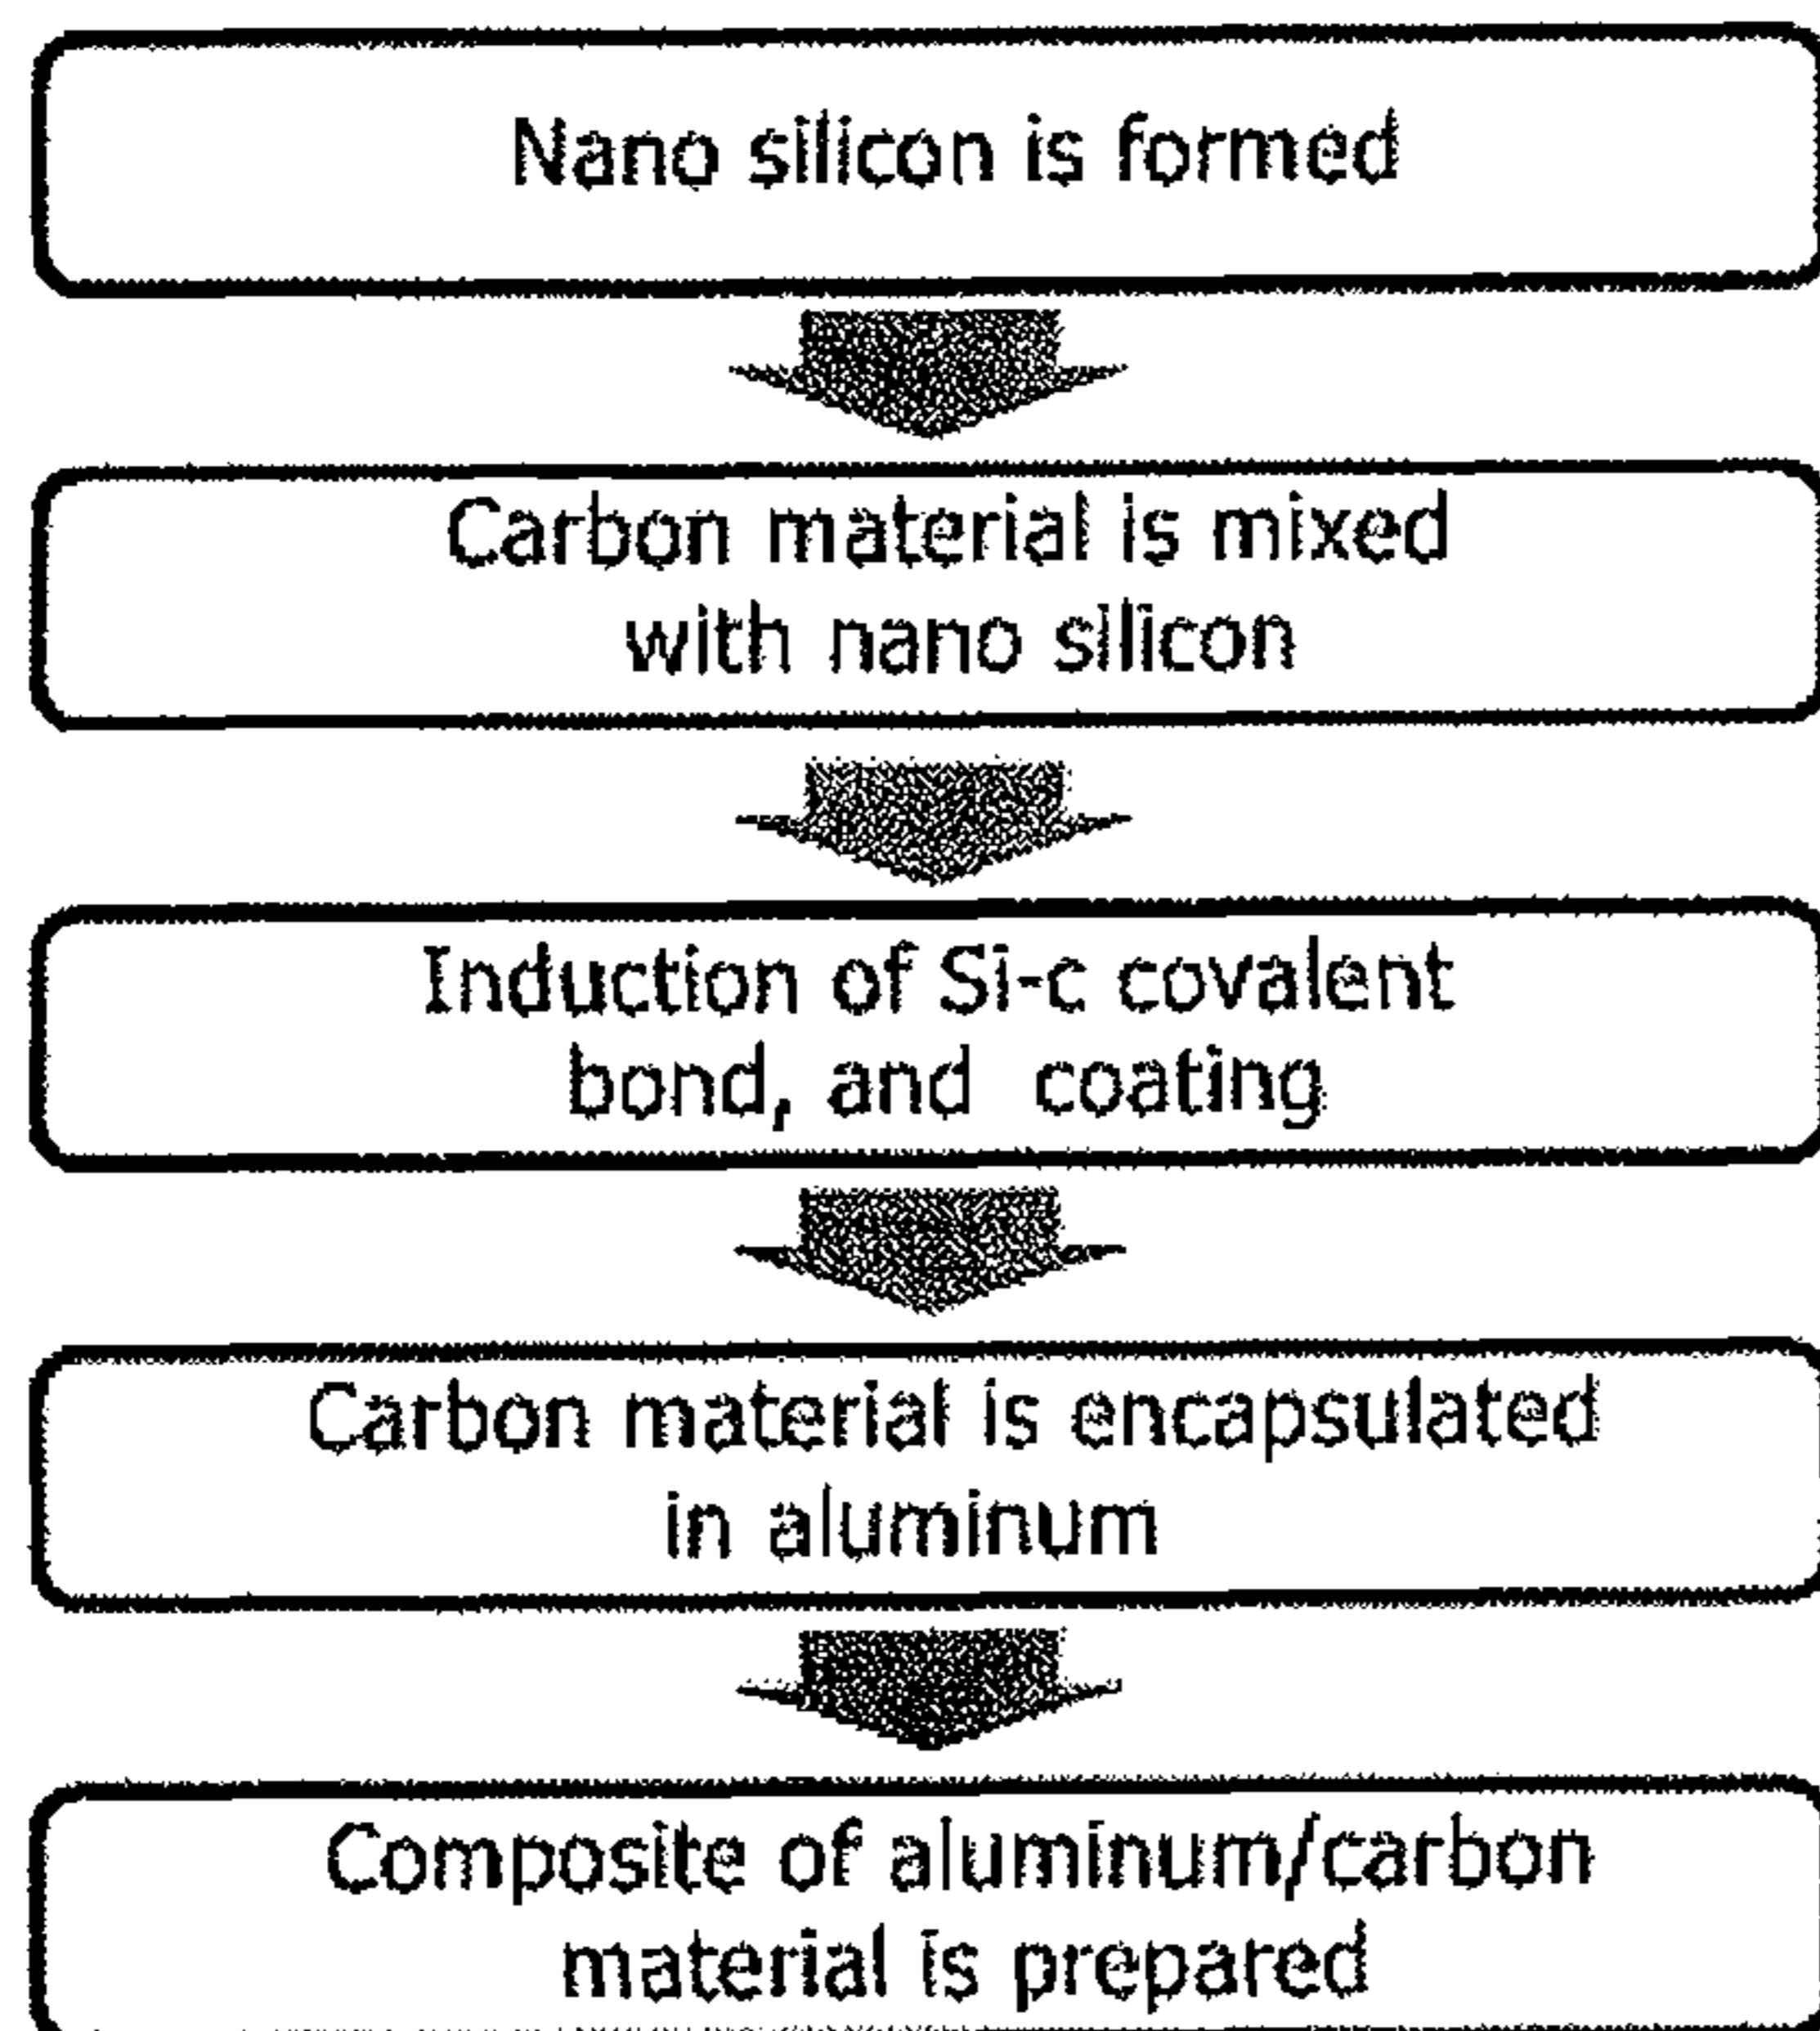 Nano silicon is formed
Carbon material is mixed
with nano silicon
Induction of Si-c covalent
bond, and coating
Carbon material is encapsulated
in aluminum
Composite of aluminum/carbon
material is prepared